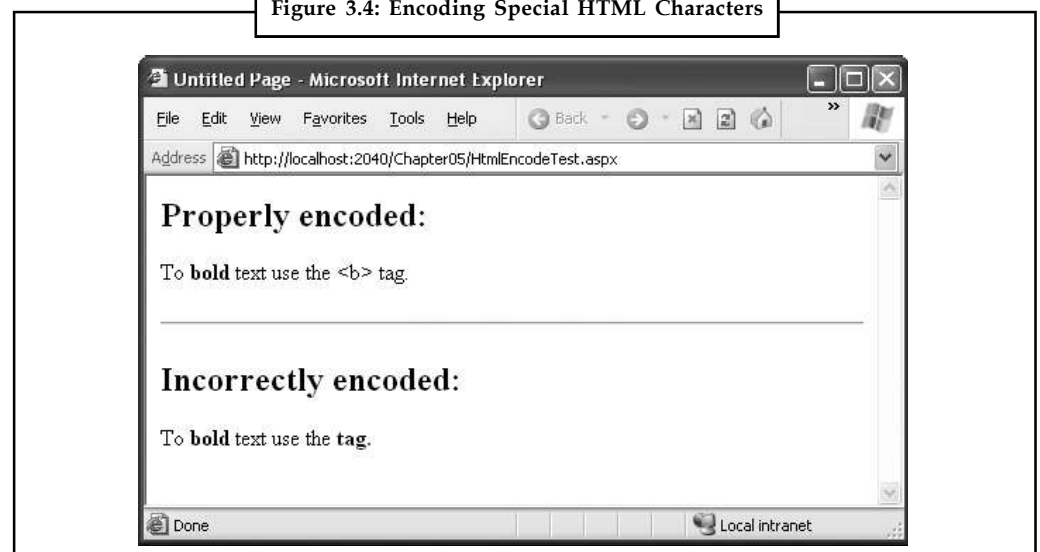 Figure 3.4: Encoding Special HTML Characters
Untitled Page - Microsoft Internet Explorer
File Edit View Favorites Tools Help Back »
Address http://localhost:2040/Chapter05/HtmlEncodeTest.aspx
Properly encoded:
To bold text use the <b> tag.
Incorrectly encoded:
To bold text use the tag.
Done Local intranet